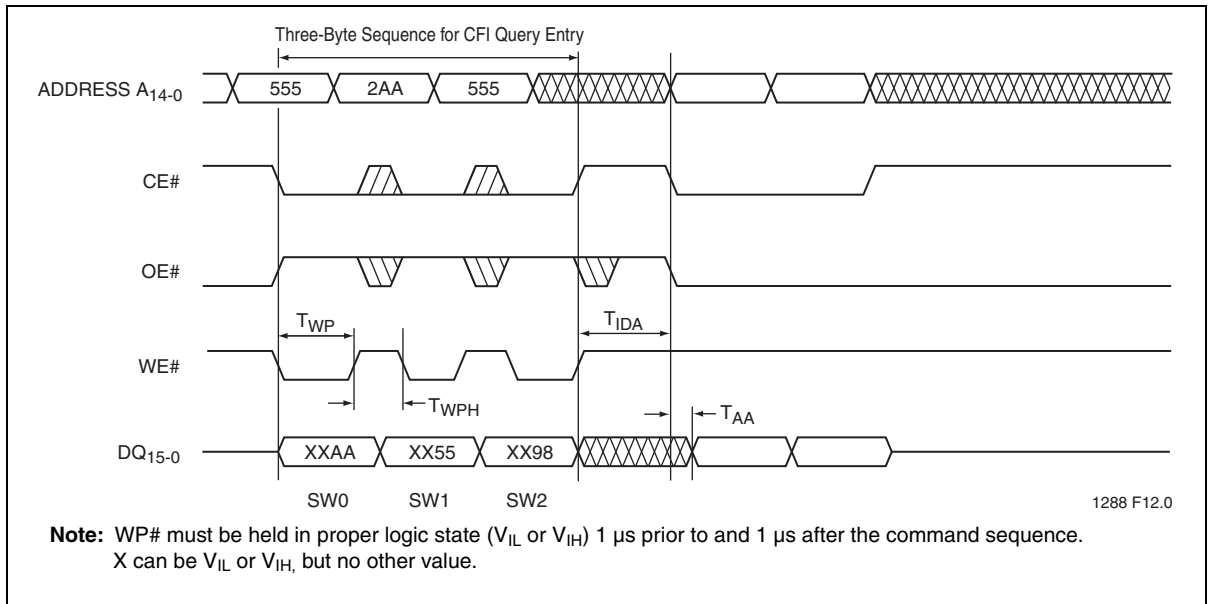 Three-Byte Sequence for CFI Query Entry
ADDRESS A14-0
555 2AA 555
CE#
OE#
TWP TIDA
WE#
TWPH TAA
DQ15-0
XXAA XX55 XX98
SW0 SW1 SW2
1288 F12.0
Note: WP# must be held in proper logic state (VIL or VIH) 1 µs prior to and 1 µs after the command sequence.
X can be VIL or VIH, but no other value.